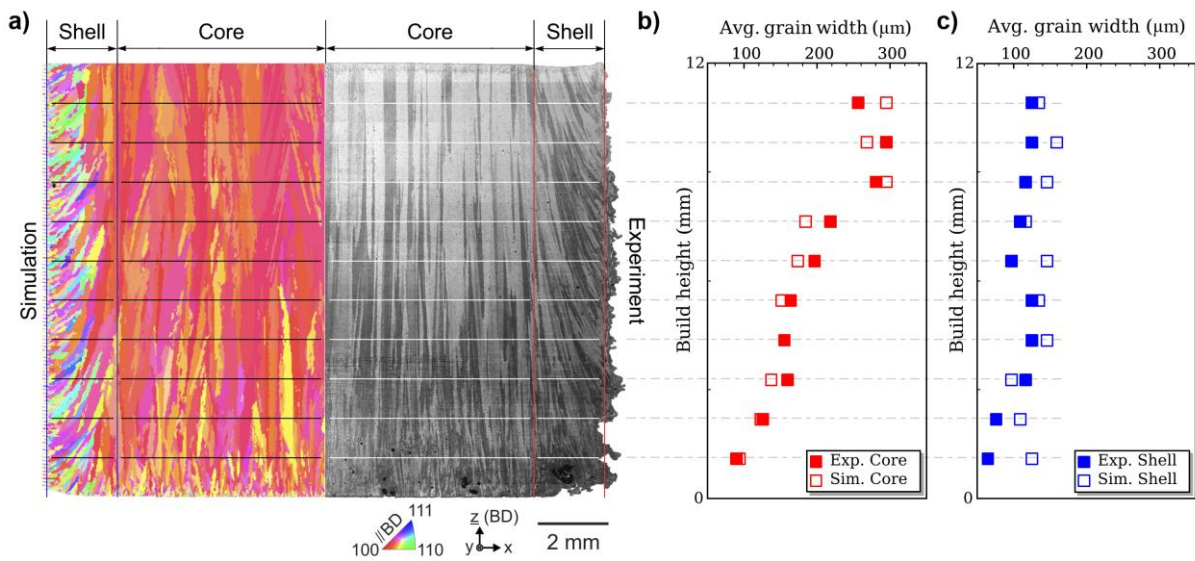 a)
Shell
Core
Core
Shell
Simulation
Experiment
//BD
111
100
110
z (BD)
y
x
2 mm
b)
Avg. grain width (μm)
100 200 300
12
Build height (mm)
0
Exp. Core
Sim. Core
c)
Avg. grain width (μm)
100 200 300
12
Build height (mm)
0
Exp. Shell
Sim. Shell